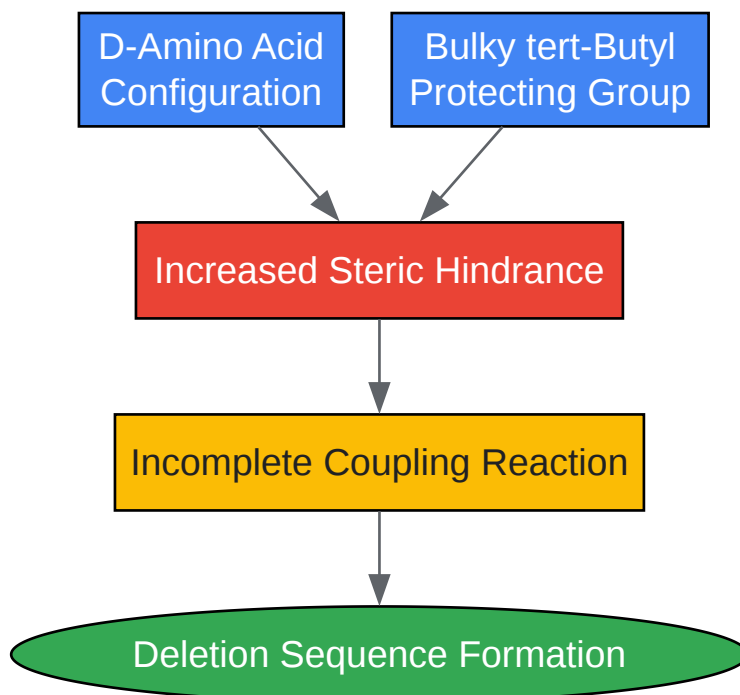 D-Amino Acid
Configuration
Bulky tert-Butyl
Protecting Group
Increased Steric Hindrance
Incomplete Coupling Reaction
Deletion Sequence Formation